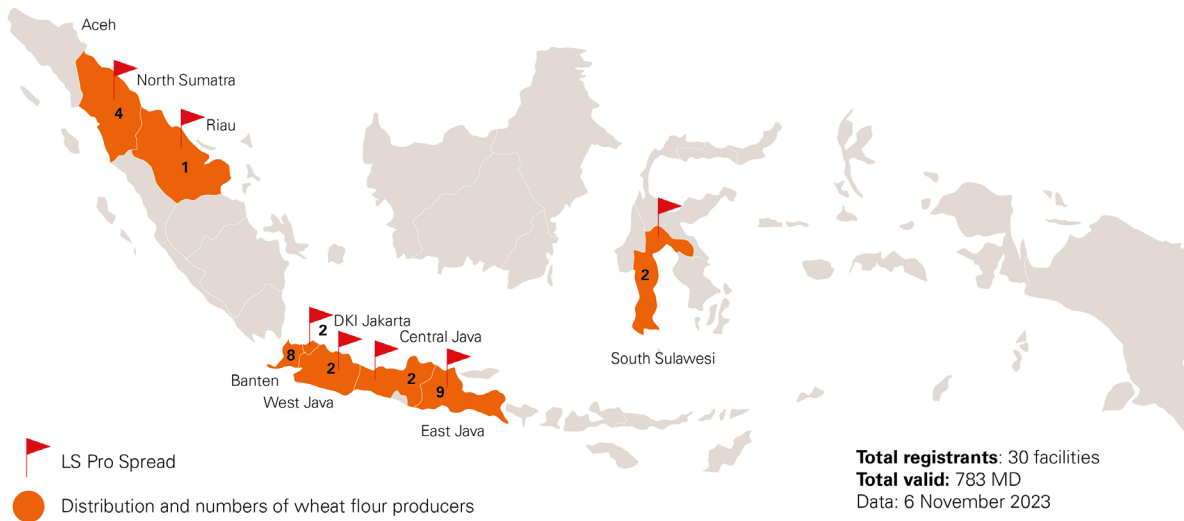 Aceh
North Sumatra
4
Riau
1
DKI Jakarta
2
Central Java
8
2
2
9
Banten
West Java
East Java
2
South Sulawesi
LS Pro Spread
Distribution and numbers of wheat flour producers
Total registrants: 30 facilities
Total valid: 783 MD
Data: 6 November 2023